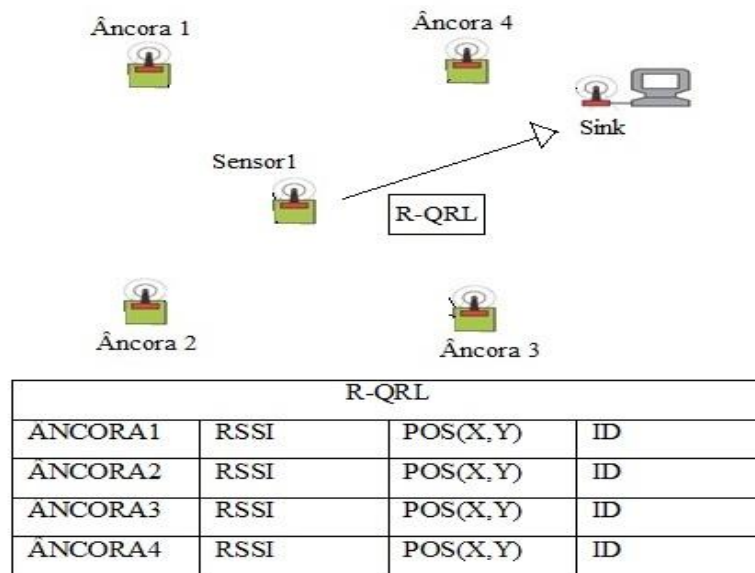 Âncora 1
Âncora 4
Sink
Sensor1
R-QRL
Âncora 2
Âncora 3
R-QRL
ÂNCORA1 RSSI POS(X,Y) ID
ÂNCORA2 RSSI POS(X,Y) ID
ÂNCORA3 RSSI POS(X,Y) ID
ÂNCORA4 RSSI POS(X,Y) ID